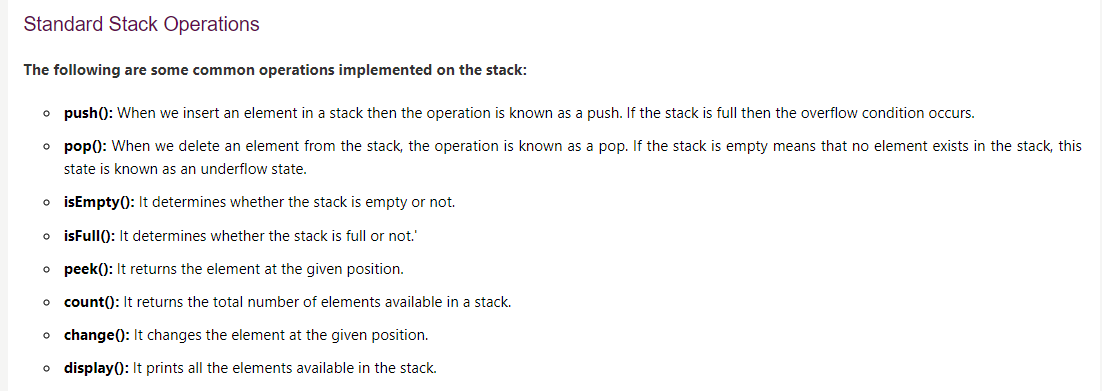 Standard Stack Operations
The following are some common operations implemented on the stack:
push(): When we insert an element in a stack then the operation is known as a push. If the stack is full then the overflow condition occurs.
pop(): When we delete an element from the stack, the operation is known as a pop. If the stack is empty means that no element exists in the stack, this
state is known as an underflow state.
isEmpty(): It determines whether the stack is empty or not.
isFull(): It determines whether the stack is full or not.'
peek(): It returns the element at the given position.
count(): It returns the total number of elements available in a stack.
change(): It changes the element at the given position.
display(): It prints all the elements available in the stack.